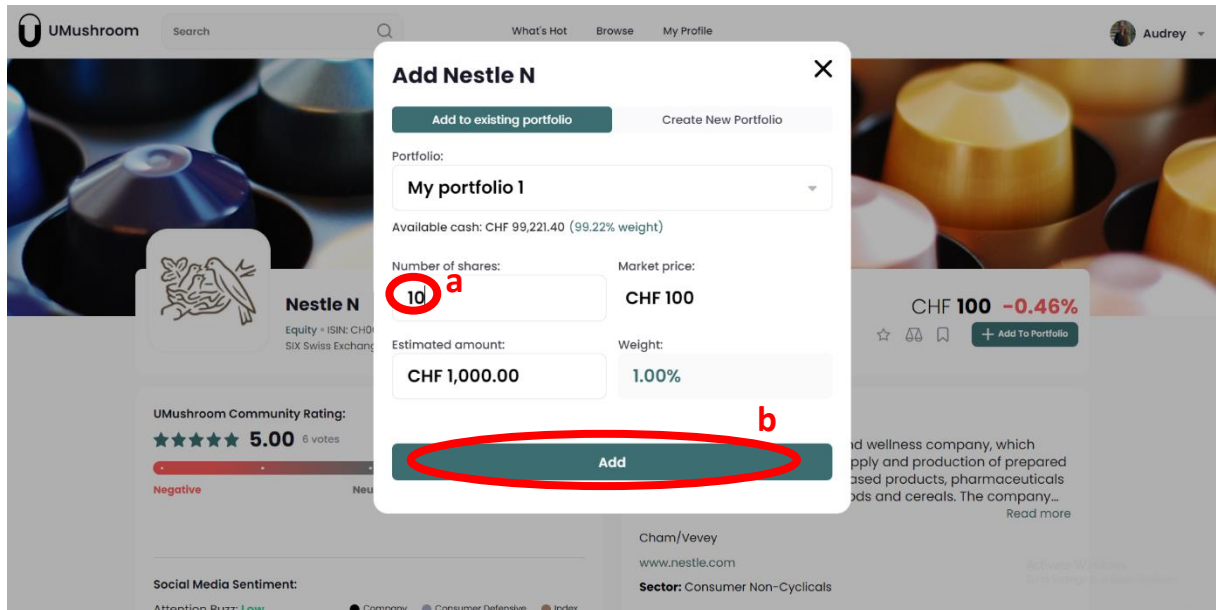 UMushroom
Search
What's Hot Browse My Profile
Audrey
Add Nestle N
Add to existing portfolio Create New Portfolio
Portfolio:
My portfolio 1
Available cash: CHF 99,221.40 (99.22% weight)
Number of shares: Market price:
10 a CHF 100
Estimated amount: Weight:
CHF 1,000.00 1.00%
b
Add
Nestle N
Equity • ISIN: CH0
SIX Swiss Exchang
CHF 100 -0.46%
+ Add To Portfolio
UMushroom Community Rating:
5.00 6 votes
Negative Neu
d wellness company, which
pply and production of prepared
ased products, pharmaceuticals
ods and cereals. The company...
Read more
Cham/Vevey
www.nestle.com
Sector: Consumer Non-Cyclicals
Social Media Sentiment:
Attention Buzz: Low
Company Consumer Defensive Index